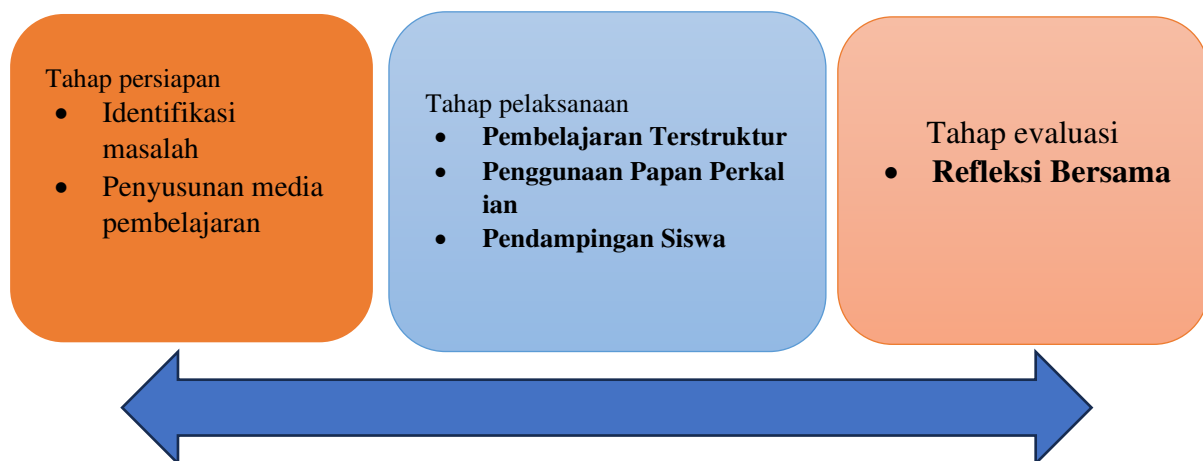 Tahap persiapan
• Identifikasi
masalah
• Penyusunan media
pembelajaran
Tahap pelaksanaan
• Pembelajaran Terstruktur
• Penggunaan Papan Perkal
ian
• Pendampingan Siswa
Tahap evaluasi
• Refleksi Bersama